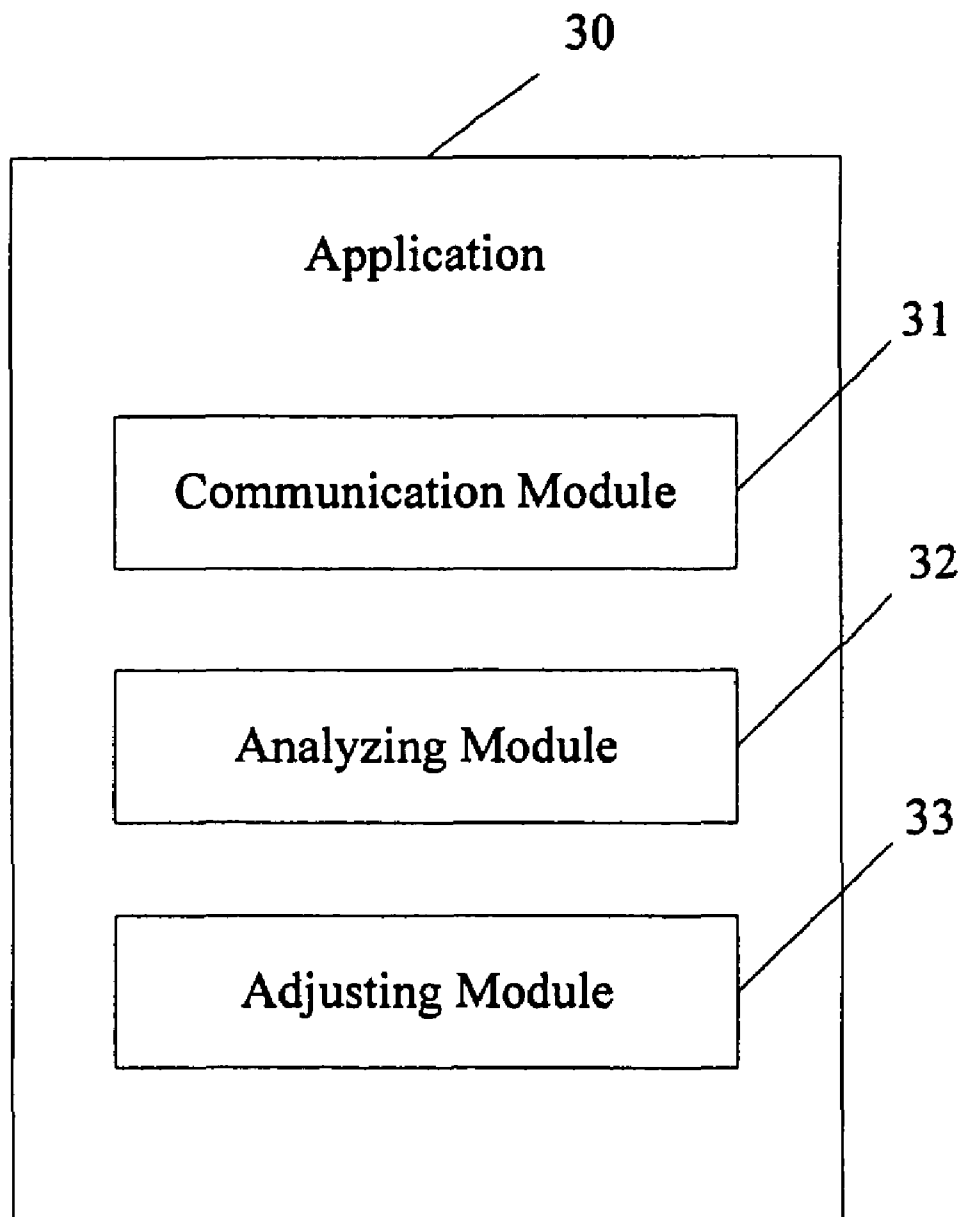 30
Application
31
Communication Module
32
Analyzing Module
33
Adjusting Module